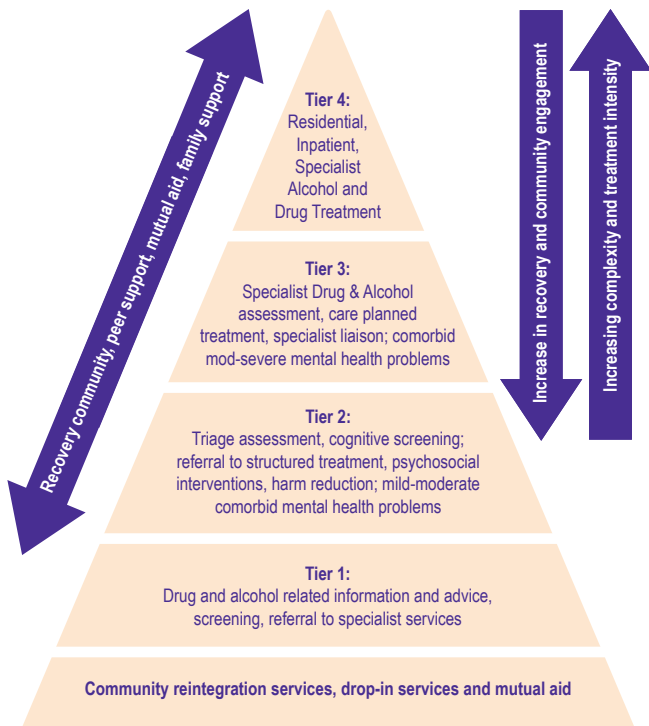 Tier 4:
Residential,
Inpatient,
Specialist
Alcohol and
Drug Treatment
Tier 3:
Specialist Drug & Alcohol
assessment, care planned
treatment, specialist liaison; comorbid
mod-severe mental health problems
Tier 2:
Triage assessment, cognitive screening;
referral to structured treatment, psychosocial
interventions, harm reduction; mild-moderate
comorbid mental health problems
Tier 1:
Drug and alcohol related information and advice,
screening, referral to specialist services
Community reintegration services, drop-in services and mutual aid
Recovery community, peer support, mutual aid, family support
Increase in recovery and community engagement
Increasing complexity and treatment intensity